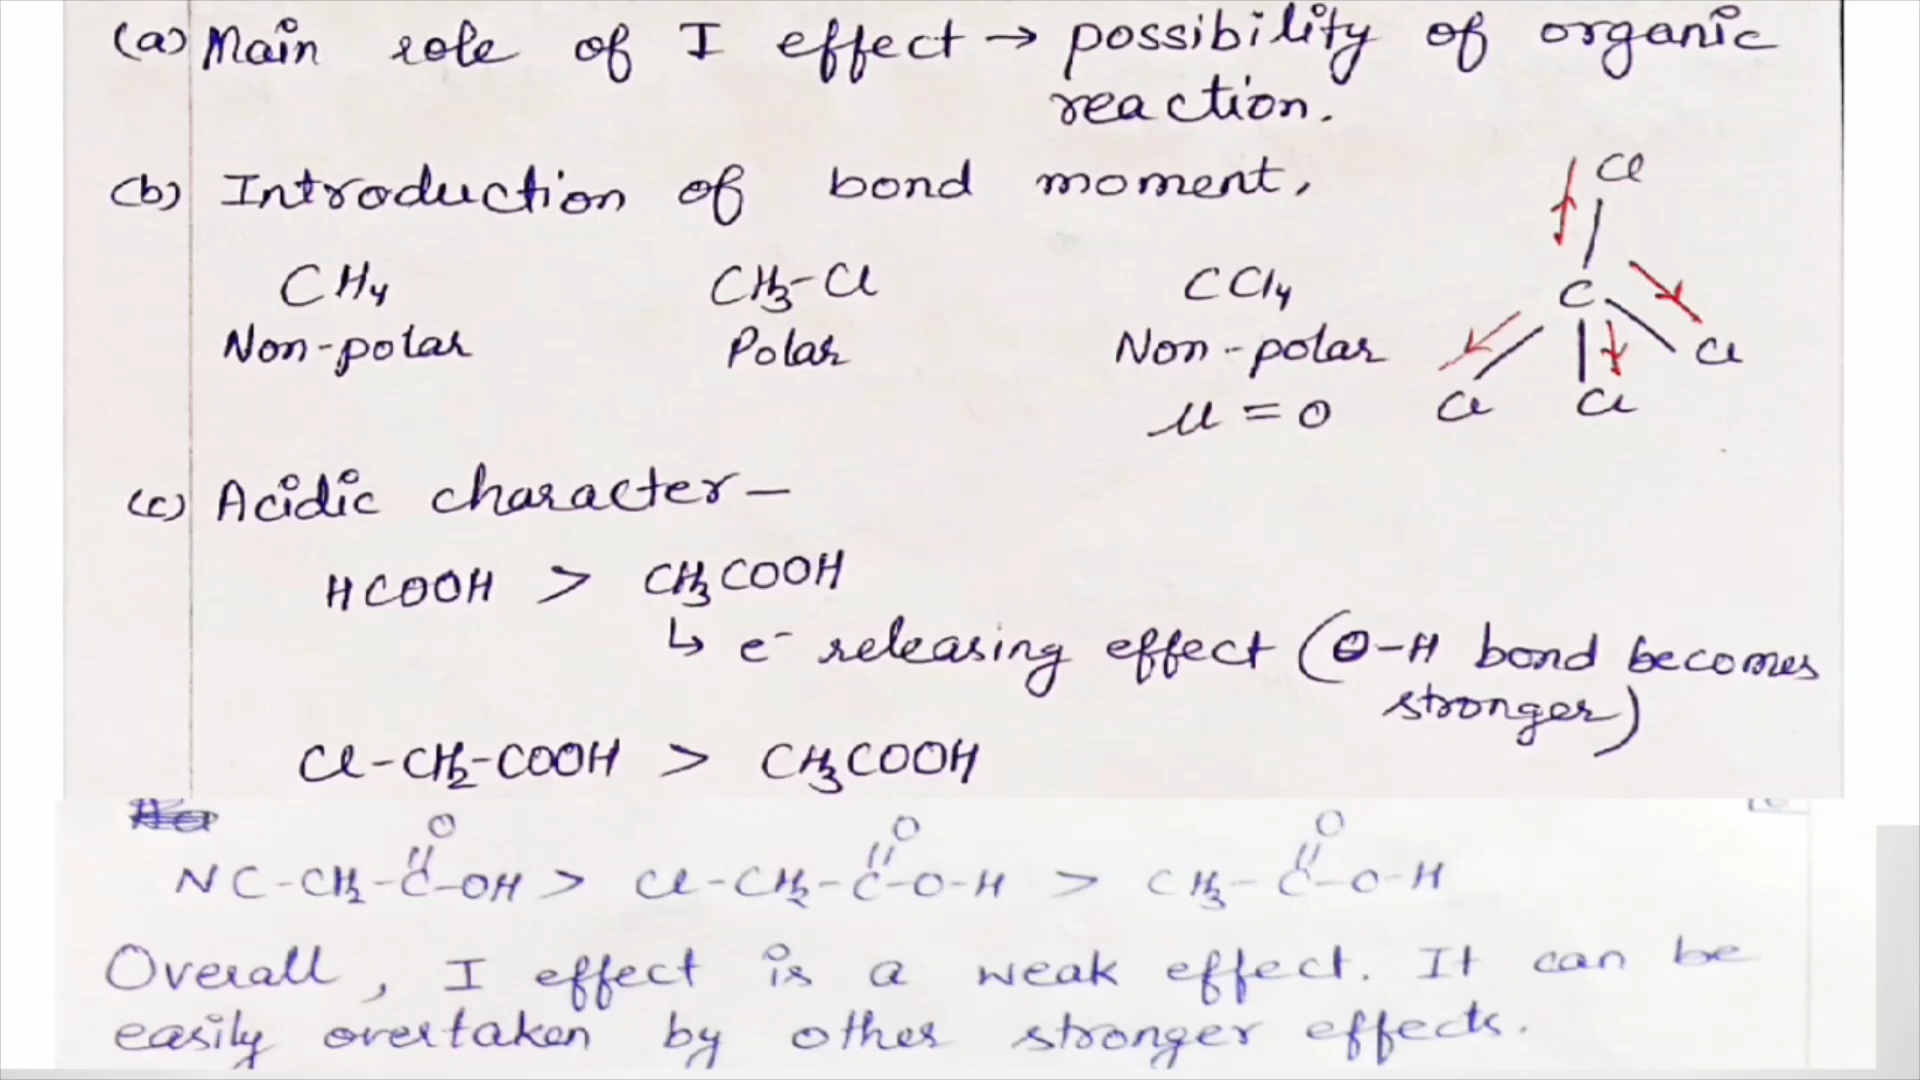 (a) Main role of I effect → possibility of organic
reaction.
(b) Introduction of bond moment,
CH₄ CH₃-Cl CCl₄
Non-polar Polar Non-polar
μ = 0
Cl
C
Cl Cl Cl
(c) Acidic character —
HCOOH > CH₃COOH
↳ e⁻ releasing effect (O-H bond becomes
stronger)
Cl-CH₂-COOH > CH₃COOH
O O O
NC-CH₂-C-OH > Cl-CH₂-C-O-H > CH₃-C-O-H
Overall, I effect is a weak effect. It can be
easily overtaken by other stronger effects.